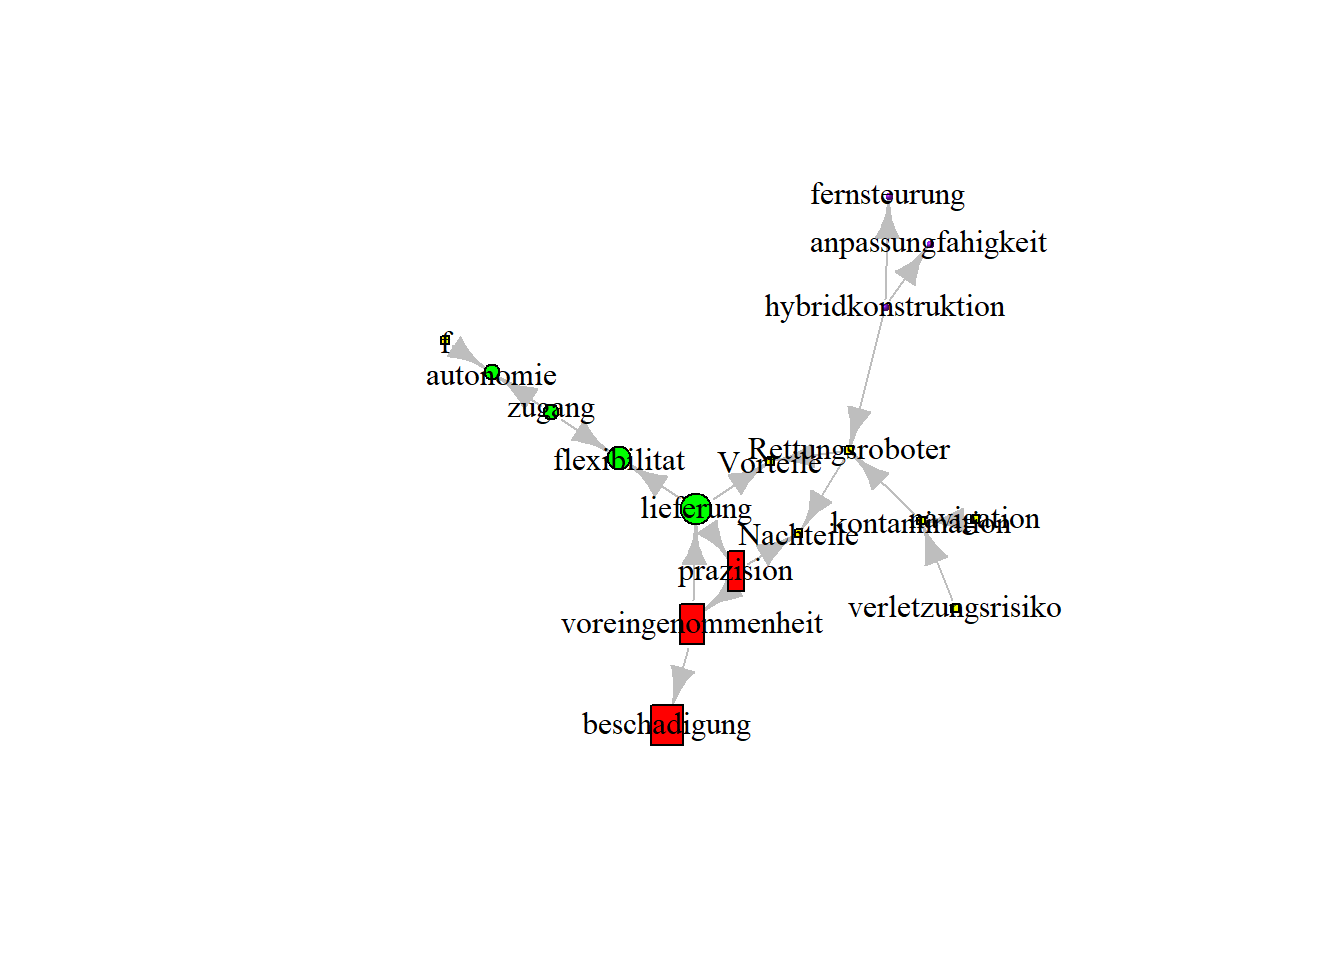 fernsteurung
anpassungfahigkeit
hybridkonstruktion
f
autonomie
zugang
flexibilitat
Vorteile
Rettungsroboter
lieferung
Nachteile
kontamination
navigation
prazision
voreingenommenheit
verletzungsrisiko
beschadigung